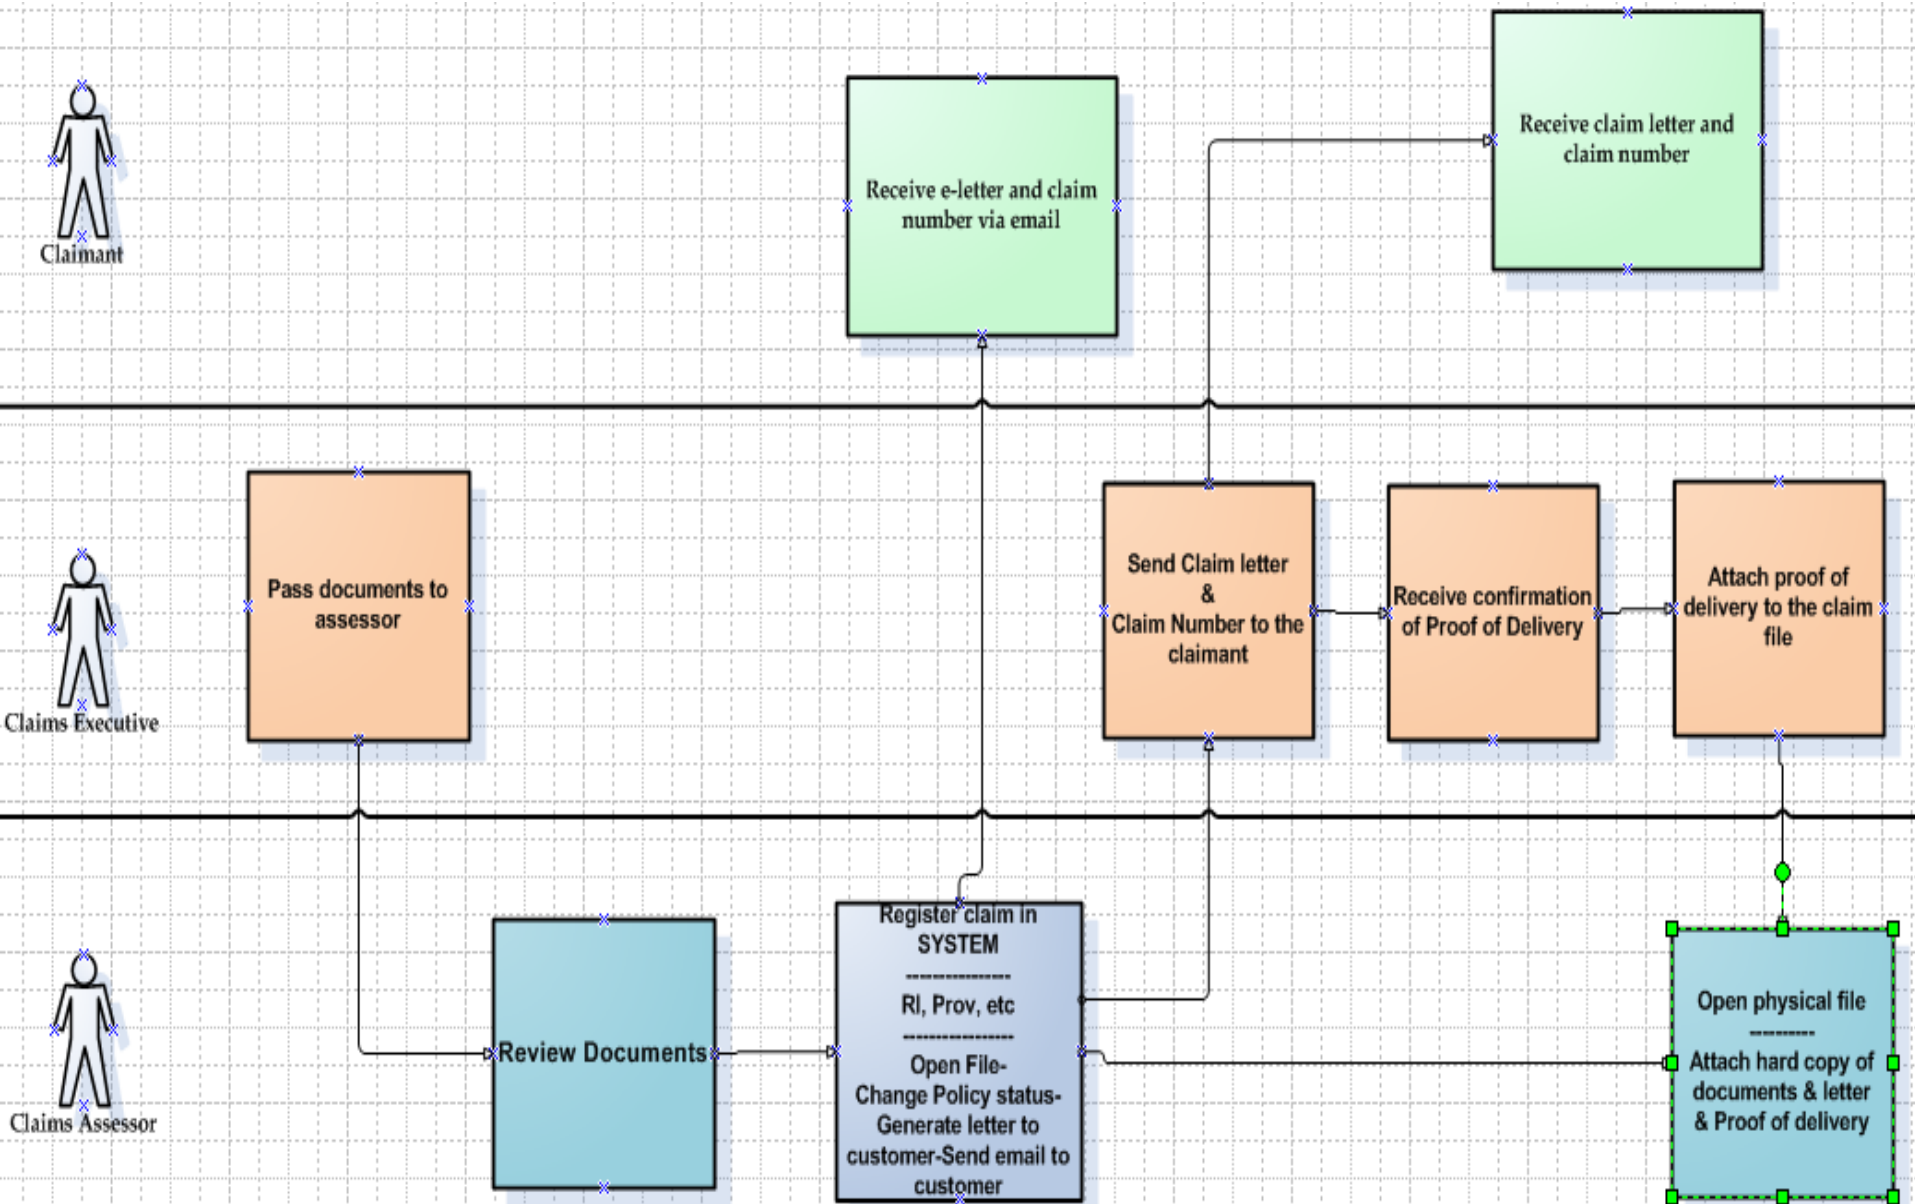 Claimant
Receive e-letter and claim
number via email
Receive claim letter and
claim number
Claims Executive
Pass documents to
assessor
Send Claim letter
&
Claim Number to the
claimant
Receive confirmation
of Proof of Delivery
Attach proof of
delivery to the claim
file
Claims Assessor
Review Documents
Register claim in
SYSTEM
----------------
RI, Prov, etc
-----------------
Open File-
Change Policy status-
Generate letter to
customer-Send email to
customer
Open physical file
----------
Attach hard copy of
documents & letter
& Proof of delivery